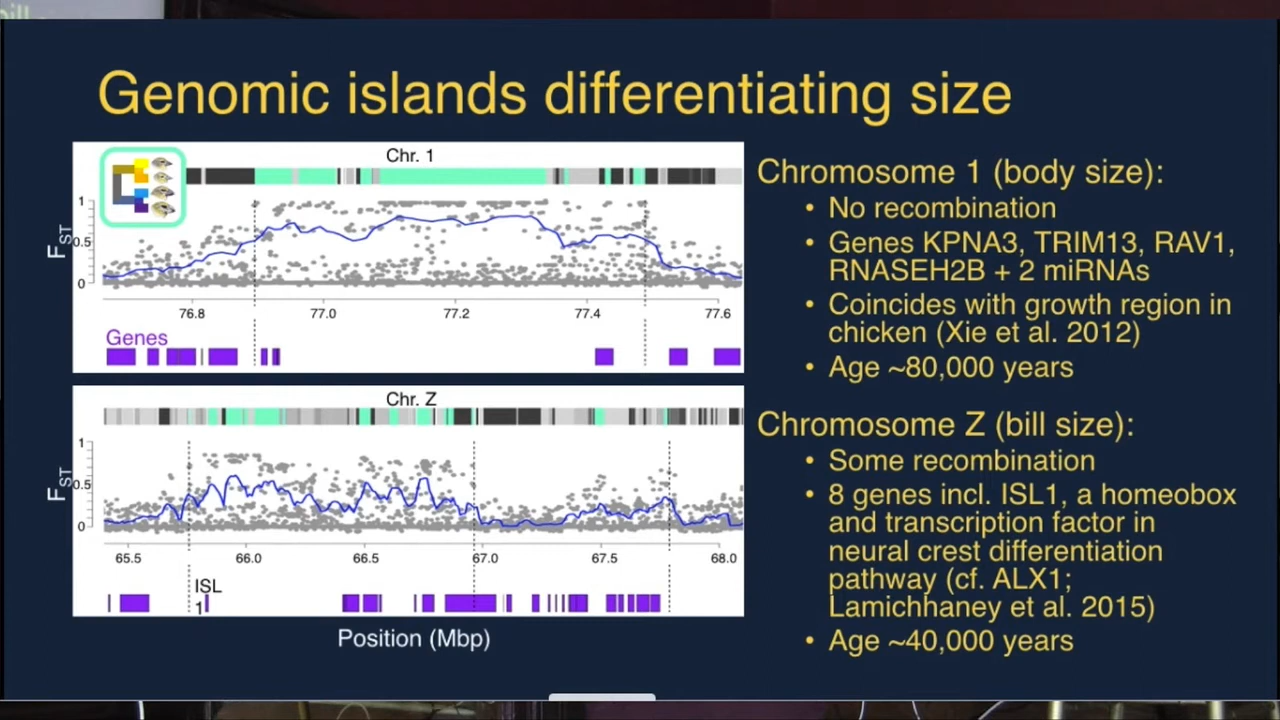 Genomic islands differentiating size
Chr. 1
F_ST
1
0.5
0
76.8 77.0 77.2 77.4 77.6
Genes
Chr. Z
F_ST
1
0.5
0
65.5 66.0 66.5 67.0 67.5 68.0
ISL
1
Position (Mbp)
Chromosome 1 (body size):
• No recombination
• Genes KPNA3, TRIM13, RAV1,
RNASEH2B + 2 miRNAs
• Coincides with growth region in
chicken (Xie et al. 2012)
• Age ~80,000 years
Chromosome Z (bill size):
• Some recombination
• 8 genes incl. ISL1, a homeobox
and transcription factor in
neural crest differentiation
pathway (cf. ALX1;
Lamichhaney et al. 2015)
• Age ~40,000 years